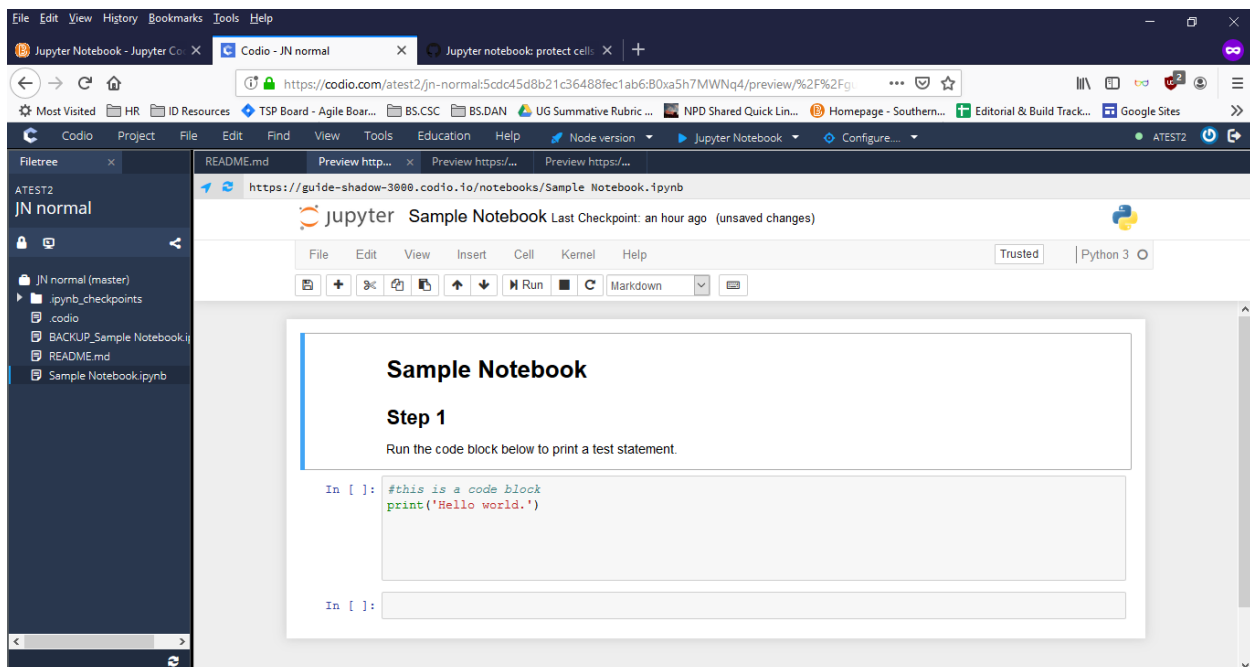 File Edit View History Bookmarks Tools Help
Jupyter Notebook - Jupyter Co
Codio - JN normal
Jupyter notebook: protect cells
https://codio.com/atest2/jn-normal:5cdc45d8b21c36488fec1ab6:B0xa5h7MWNq4/preview/%2F%2Fgu
2
Most Visited HR ID Resources TSP Board - Agile Boar... BS.CSC BS.DAN UG Summative Rubric ... NPD Shared Quick Lin... Homepage - Southern... Editorial & Build Track... Google Sites
Codio Project File Edit Find View Tools Education Help Node version Jupyter Notebook Configure.... ATEST2
Filetree README.md Preview http... Preview https:/... Preview https:/...
https://guide-shadow-3000.codio.io/notebooks/Sample Notebook.ipynb
ATEST2
JN normal
JN normal (master)
.ipynb_checkpoints
.codio
BACKUP_Sample Notebook.ip
README.md
Sample Notebook.ipynb
jupyter Sample Notebook Last Checkpoint: an hour ago (unsaved changes)
File Edit View Insert Cell Kernel Help Trusted Python 3
Run Markdown
Sample Notebook
Step 1
Run the code block below to print a test statement.
In [ ]: #this is a code block
print('Hello world.')
In [ ]: